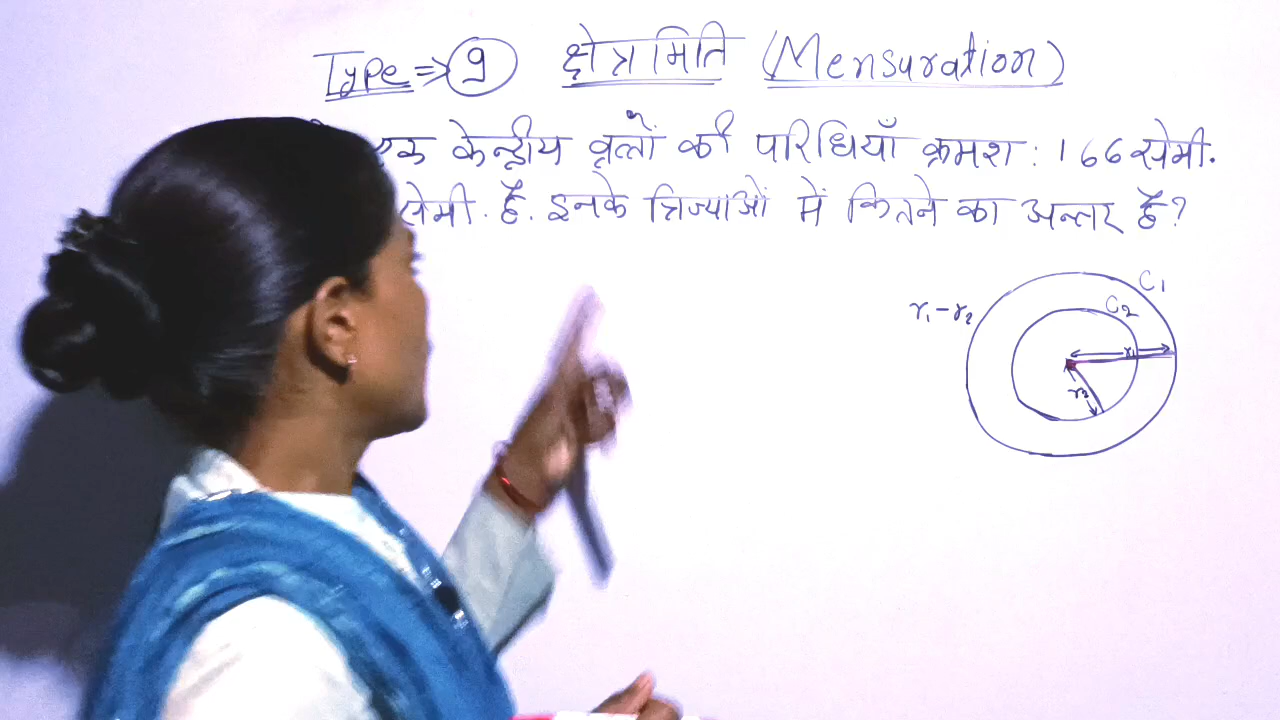 Type ⇒ 9 क्षेत्रमिति (Mensuration)
एक केन्द्रीय वृत्तों की परिधियाँ क्रमश: 166 सेमी.
सेमी. है. इनके त्रिज्याओं में कितने का अन्तर है?
C₁
C₂
r₁-r₂
r₁
r₂